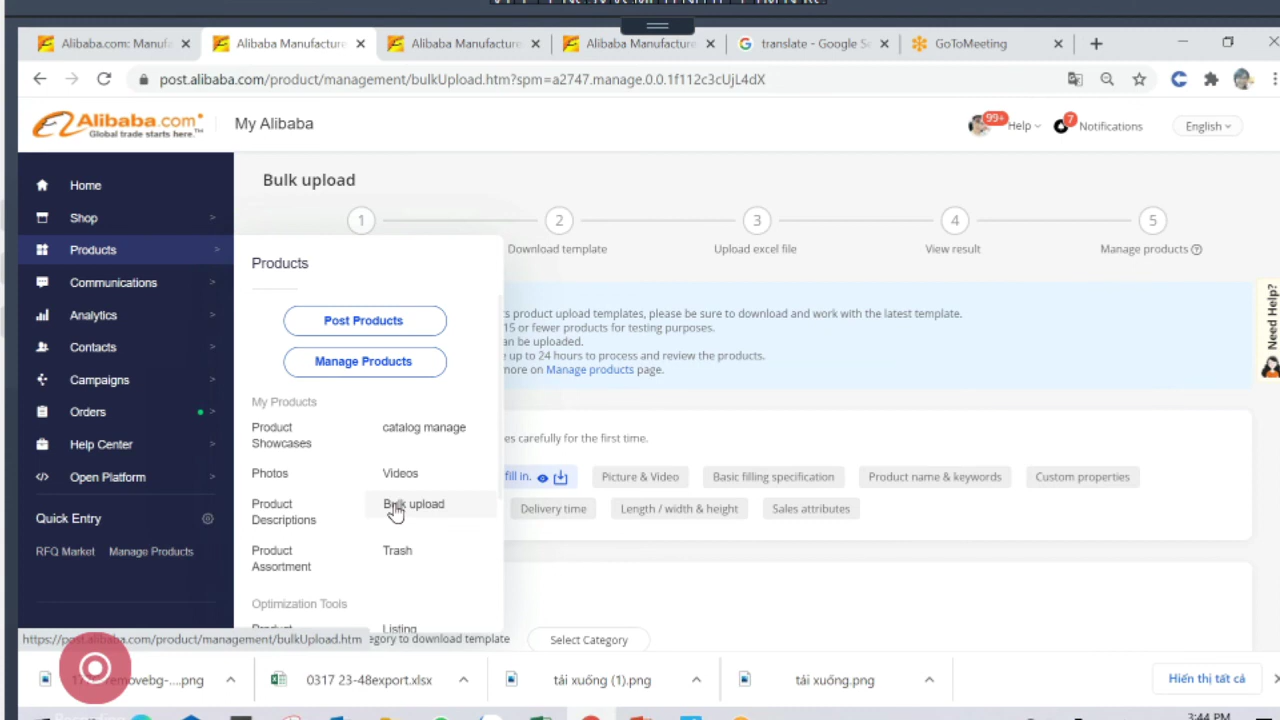 Alibaba.com: Manuf
Alibaba Manufacture
Alibaba Manufacture
Alibaba Manufacture
translate - Google Se
GoToMeeting
post.alibaba.com/product/management/bulkUpload.htm?spm=a2747.manage.0.0.1f112c3cUjL4dX
Alibaba.com
Global trade starts here.™
My Alibaba
99+
Help
7
Notifications
English
Home
Shop
Products
Communications
Analytics
Contacts
Campaigns
Orders
Help Center
Open Platform
Quick Entry
RFQ Market
Manage Products
Bulk upload
1
2
3
4
5
Download template
Upload excel file
View result
Manage products
Products
Post Products
Manage Products
My Products
Product Showcases
catalog manage
Photos
Videos
Product Descriptions
Bulk upload
Product Assortment
Trash
Optimization Tools
Listing
s product upload templates, please be sure to download and work with the latest template.
15 or fewer products for testing purposes.
an be uploaded.
up to 24 hours to process and review the products.
more on Manage products page.
Need Help?
es carefully for the first time.
fill in.
Picture & Video
Basic filling specification
Product name & keywords
Custom properties
Delivery time
Length / width & height
Sales attributes
https://post.alibaba.com/product/management/bulkUpload.htm
egory to download template
Select Category
removebg-....png
0317 23-48export.xlsx
tải xuống (1).png
tải xuống.png
Hiển thị tất cả
3:44 PM